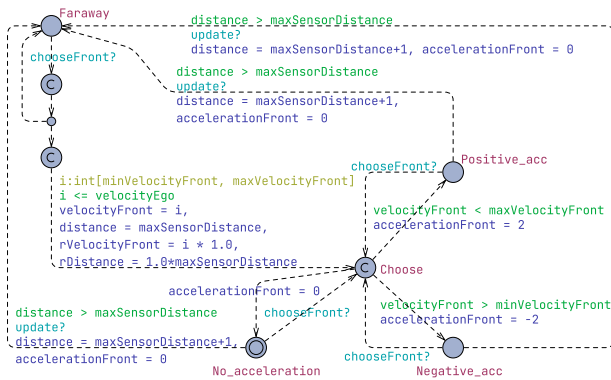 Faraway
distance > maxSensorDistance
update?
distance = maxSensorDistance+1, accelerationFront = 0
chooseFront?
distance > maxSensorDistance
update?
distance = maxSensorDistance+1,
accelerationFront = 0
C
C
chooseFront?
Positive_acc
i:int[minVelocityFront, maxVelocityFront]
i <= velocityEgo
velocityFront = i,
distance = maxSensorDistance,
rVelocityFront = i * 1.0,
rDistance = 1.0*maxSensorDistance
velocityFront < maxVelocityFront
accelerationFront = 2
C
Choose
accelerationFront = 0
velocityFront > minVelocityFront
accelerationFront = -2
distance > maxSensorDistance
update?
distance = maxSensorDistance+1,
accelerationFront = 0
chooseFront?
chooseFront?
No_acceleration
Negative_acc